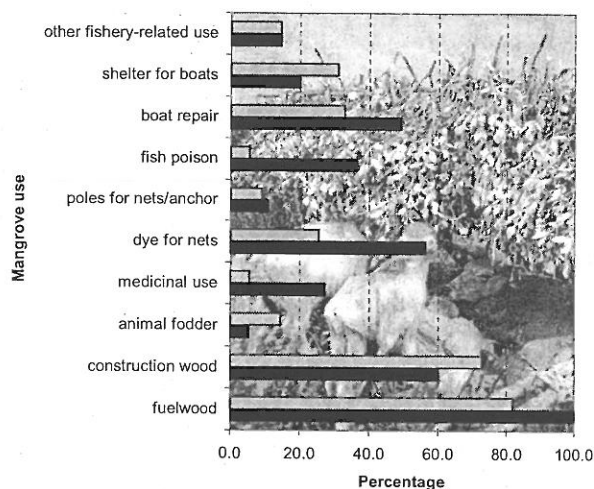 other fishery-related use
shelter for boats
boat repair
fish poison
poles for nets/anchor
dye for nets
medicinal use
animal fodder
construction wood
fuelwood
Mangrove use
0.0 20.0 40.0 60.0 80.0 100.0
Percentage